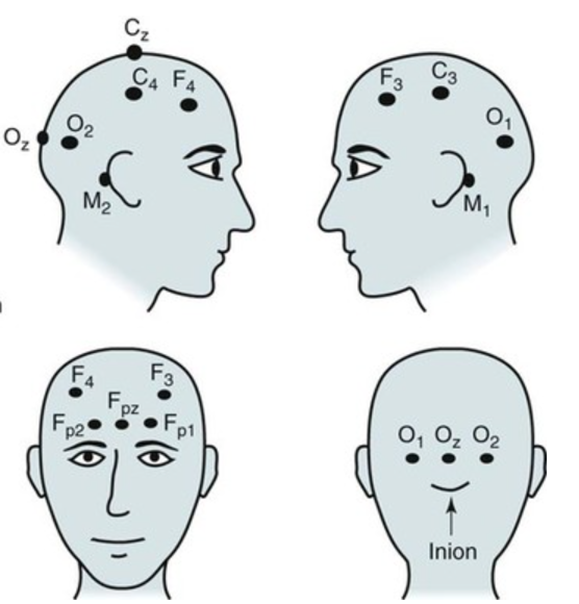 Cz
C4 F4
Oz O2
M2
F3 C3
O1
M1
F4 F3
Fpz
Fp2 Fp1
O1 Oz O2
Inion